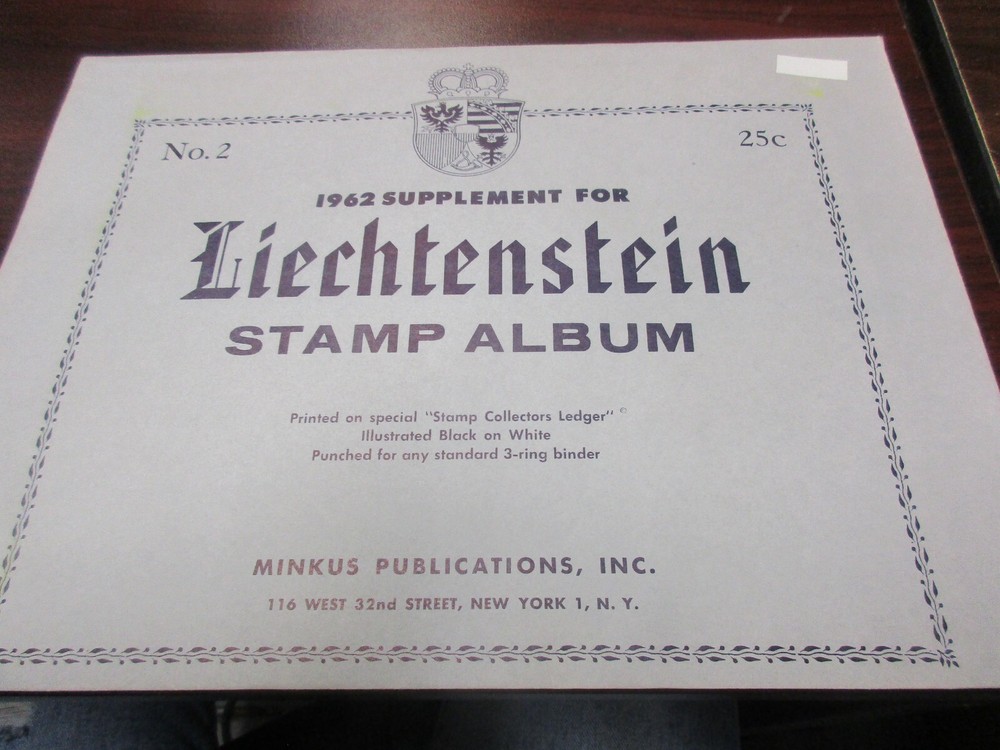 No. 2
25c
1962 SUPPLEMENT FOR
Liechtenstein
STAMP ALBUM
Printed on special "Stamp Collectors Ledger" ©
Illustrated Black on White
Punched for any standard 3-ring binder
MINKUS PUBLICATIONS, INC.
116 WEST 32nd STREET, NEW YORK 1, N. Y.